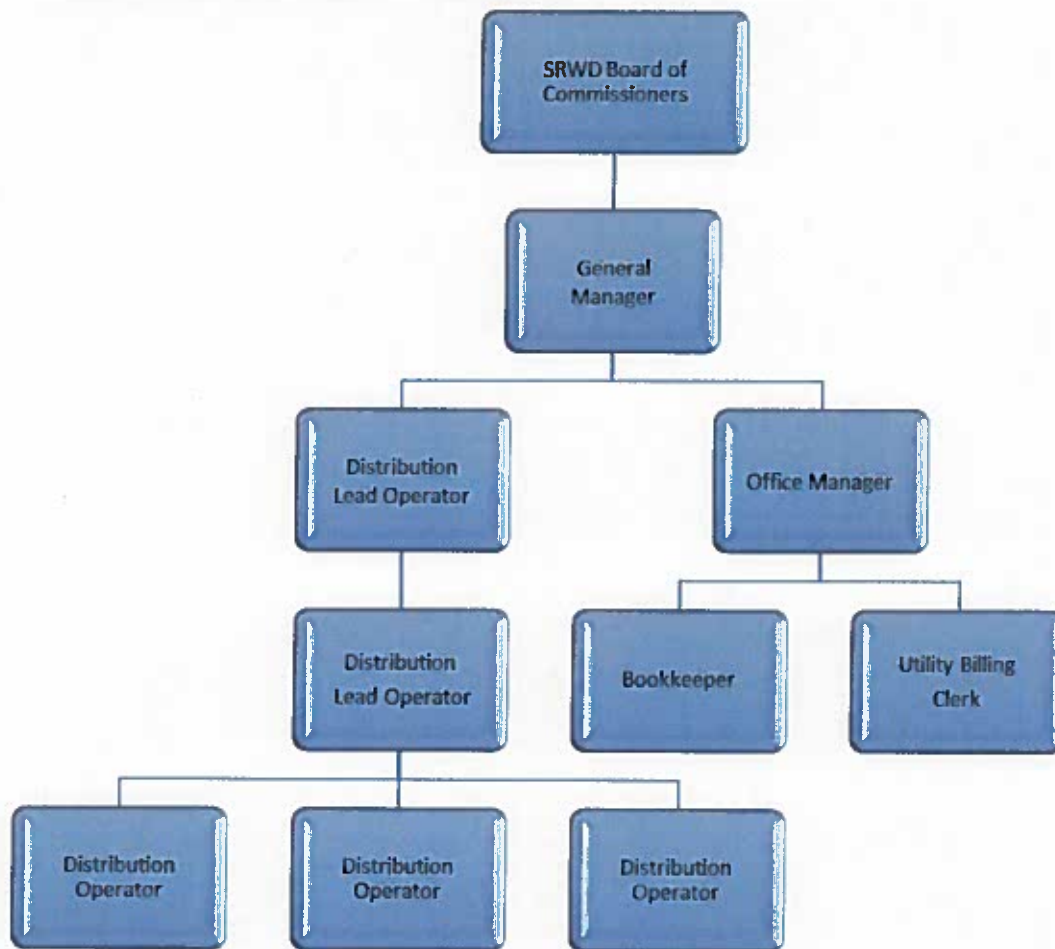 SRWD Board of
Commissioners
General
Manager
Distribution
Lead Operator
Office Manager
Distribution
Lead Operator
Bookkeeper
Utility Billing
Clerk
Distribution
Operator
Distribution
Operator
Distribution
Operator